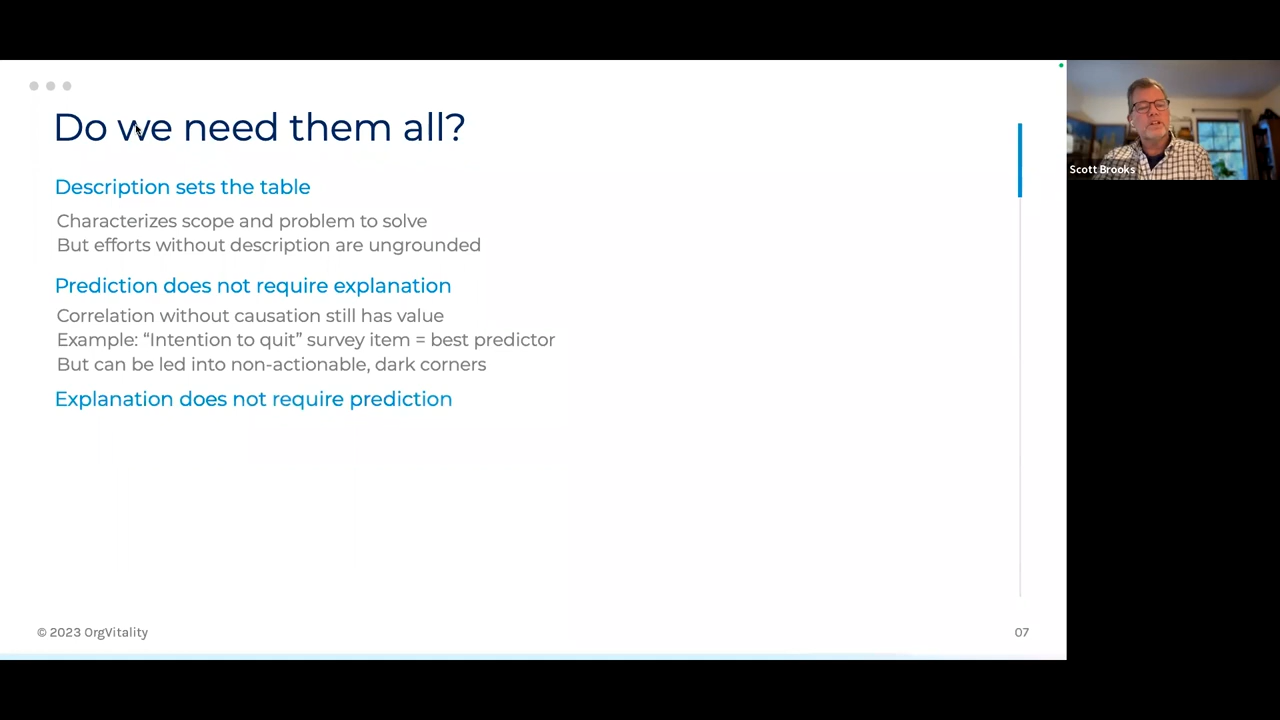 Do we need them all?
Description sets the table
Characterizes scope and problem to solve
But efforts without description are ungrounded
Prediction does not require explanation
Correlation without causation still has value
Example: “Intention to quit” survey item = best predictor
But can be led into non-actionable, dark corners
Explanation does not require prediction
© 2023 OrgVitality
07
Scott Brooks